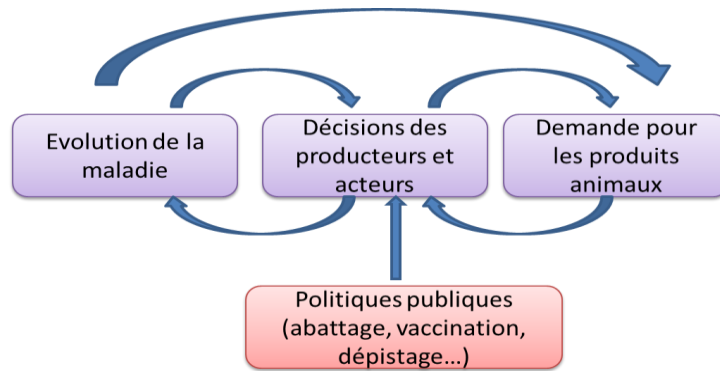 Evolution de la
maladie
Décisions des
producteurs et
acteurs
Demande pour
les produits
animaux
Politiques publiques
(abattage, vaccination,
dépistage…)